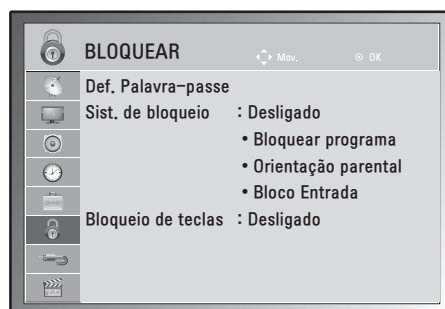 BLOQUEAR
Mov.
OK
Def. Palavra-passe
Sist. de bloqueio : Desligado
• Bloquear programa
• Orientação parental
• Bloco Entrada
Bloqueio de teclas : Desligado